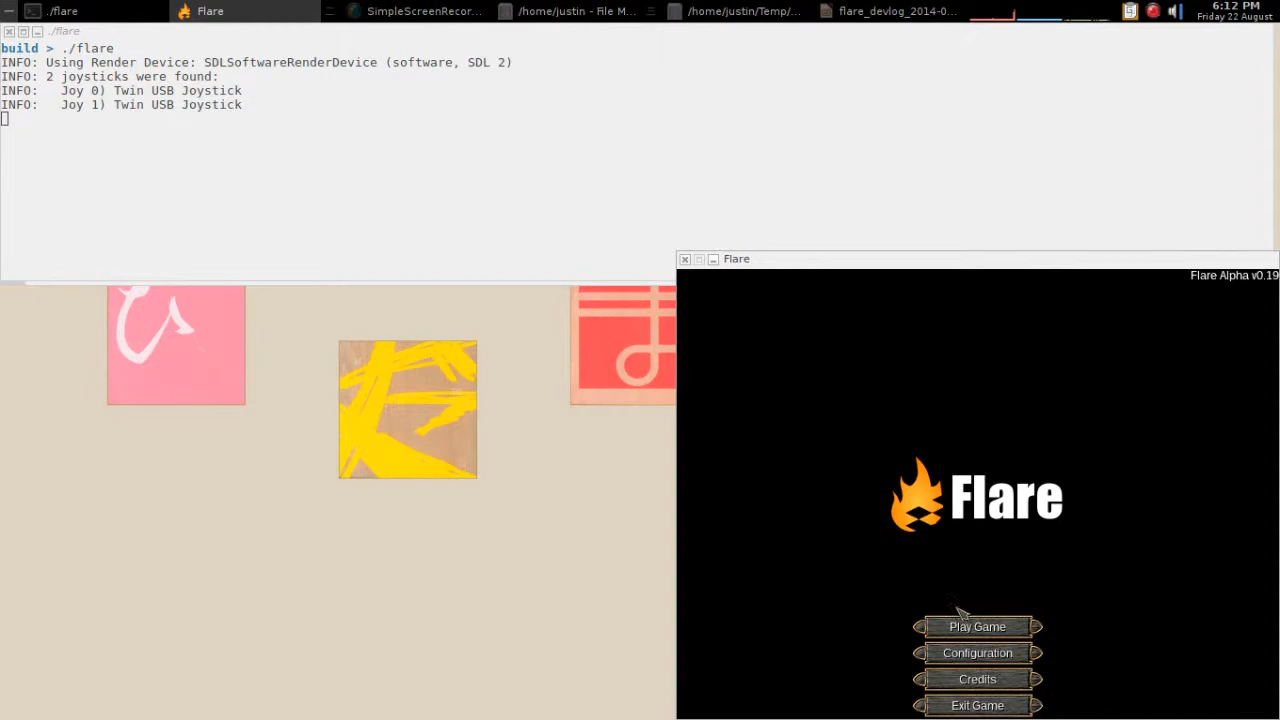 ./flare
Flare
SimpleScreenRecor...
/home/justin - File M...
/home/justin/Temp/...
flare_devlog_2014-0...
6:12 PM
Friday 22 August
./flare
build > ./flare
INFO: Using Render Device: SDLSoftwareRenderDevice (software, SDL 2)
INFO: 2 joysticks were found:
INFO:   Joy 0) Twin USB Joystick
INFO:   Joy 1) Twin USB Joystick
Flare
Flare Alpha v0.19
ひ
Flare
Play Game
Configuration
Credits
Exit Game